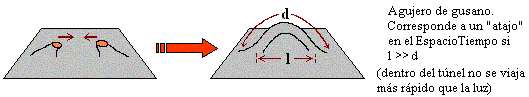 d
l
Agujero de gusano.
Corresponde a un "atajo"
en el EspacioTiempo si
l >> d
(dentro del túnel no se viaja
más rápido que la luz)